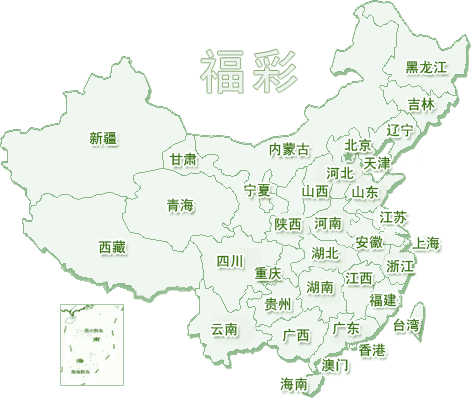 福彩
黑龙江
吉林
辽宁
新疆
甘肃
内蒙古
北京
天津
河北
宁夏
山西
山东
青海
陕西
河南
江苏
西藏
四川
安徽
上海
湖北
浙江
重庆
江西
湖南
贵州
福建
云南
广西
广东
台湾
香港
澳门
海南
南
海